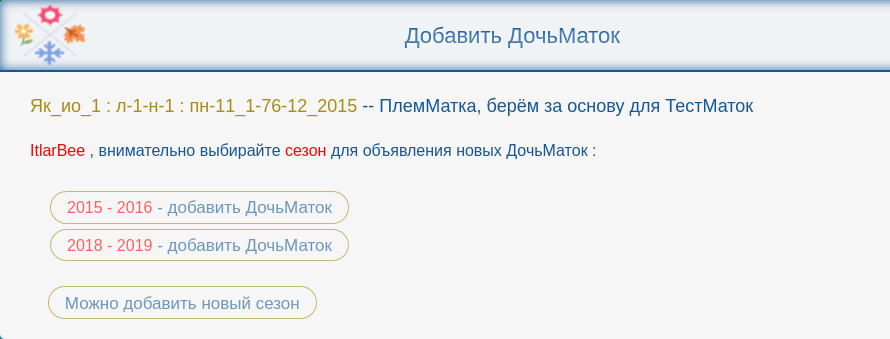 Добавить ДочьМаток
Як_ио_1 : л-1-н-1 : пн-11_1-76-12_2015 -- ПлемМатка, берём за основу для ТестМаток
ItlarBee , внимательно выбирайте сезон для объявления новых ДочьМаток :
2015 - 2016 - добавить ДочьМаток
2018 - 2019 - добавить ДочьМаток
Можно добавить новый сезон